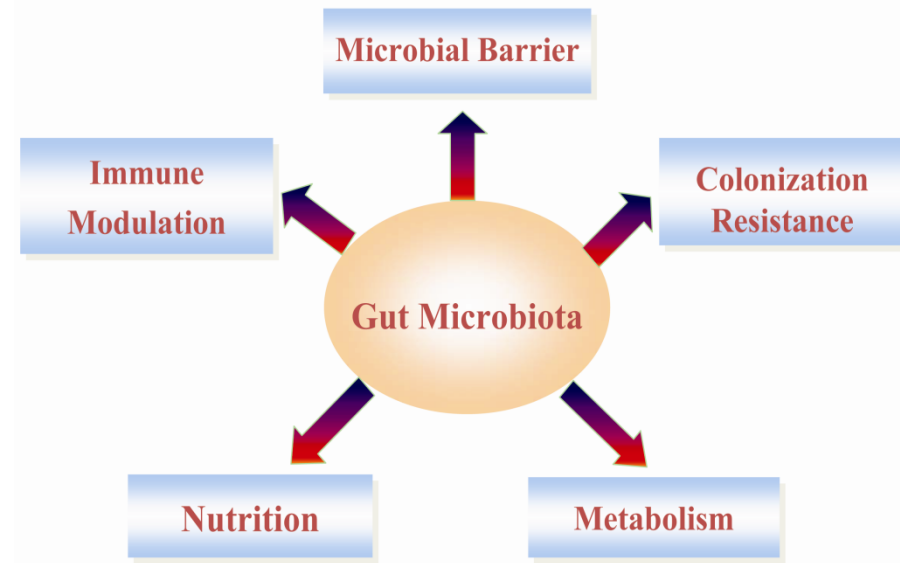 Microbial Barrier
Immune
Modulation
Colonization
Resistance
Gut Microbiota
Nutrition
Metabolism